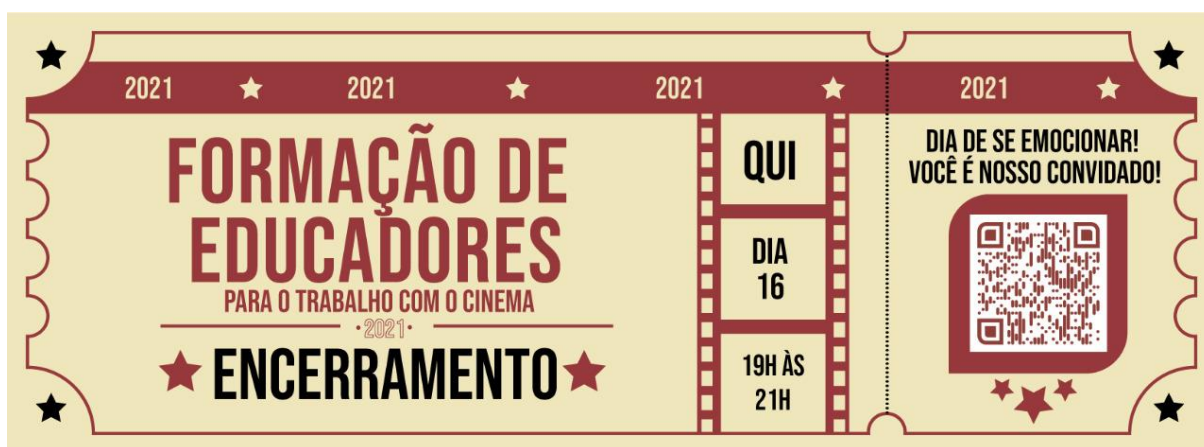 2021 2021 2021 2021
FORMAÇÃO DE
EDUCADORES
PARA O TRABALHO COM O CINEMA
·2021·
ENCERRAMENTO
QUI
DIA
16
19H ÀS
21H
DIA DE SE EMOCIONAR!
VOCÊ É NOSSO CONVIDADO!